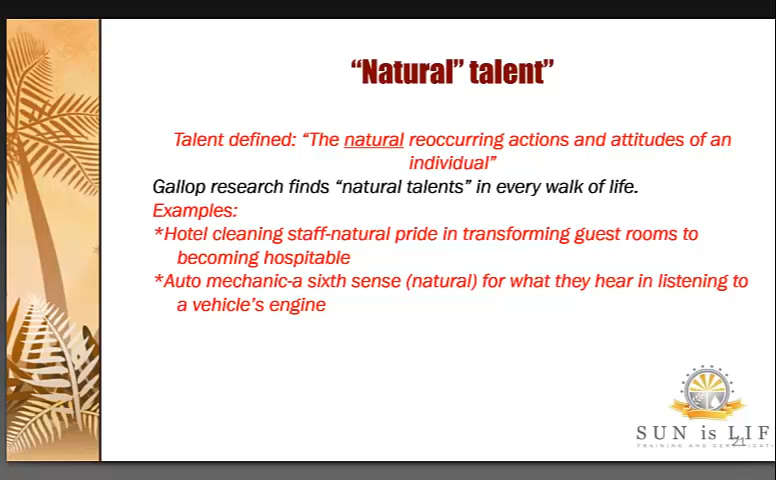 “Natural” talent”
Talent defined: “The natural reoccurring actions and attitudes of an
individual”
Gallop research finds “natural talents” in every walk of life.
Examples:
*Hotel cleaning staff-natural pride in transforming guest rooms to
becoming hospitable
*Auto mechanic-a sixth sense (natural) for what they hear in listening to
a vehicle’s engine
SUN is LIF
21
TRAINING AND